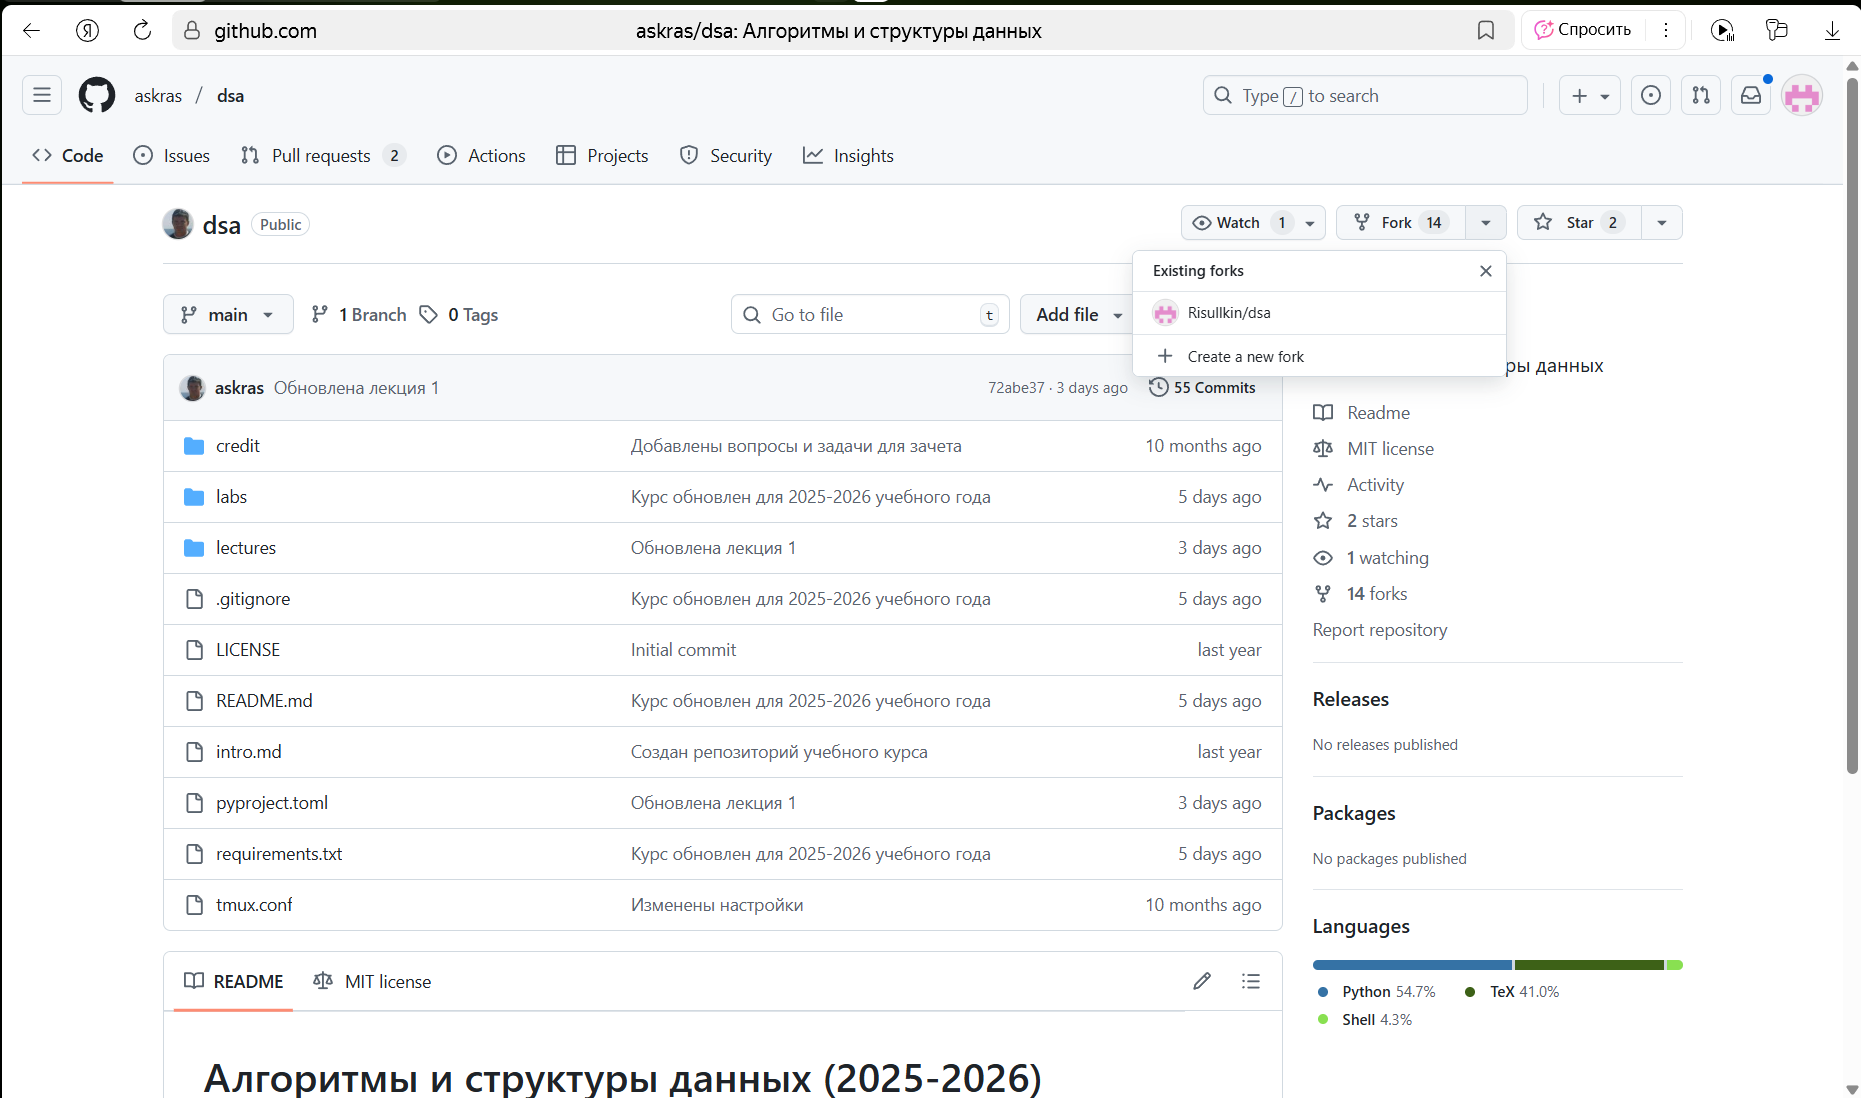 github.com
askras/dsa: Алгоритмы и структуры данных
Спросить
askras / dsa
Type / to search
Code
Issues
Pull requests 2
Actions
Projects
Security
Insights
dsa Public
Watch 1
Fork 14
Star 2
Existing forks
Risullkin/dsa
Create a new fork
main
1 Branch
0 Tags
Go to file t
Add file
ры данных
askras Обновлена лекция 1
72abe37 · 3 days ago
55 Commits
credit Добавлены вопросы и задачи для зачета 10 months ago
labs Курс обновлен для 2025-2026 учебного года 5 days ago
lectures Обновлена лекция 1 3 days ago
.gitignore Курс обновлен для 2025-2026 учебного года 5 days ago
LICENSE Initial commit last year
README.md Курс обновлен для 2025-2026 учебного года 5 days ago
intro.md Создан репозиторий учебного курса last year
pyproject.toml Обновлена лекция 1 3 days ago
requirements.txt Курс обновлен для 2025-2026 учебного года 5 days ago
tmux.conf Изменены настройки 10 months ago
README
MIT license
Алгоритмы и структуры данных (2025-2026)
Readme
MIT license
Activity
2 stars
1 watching
14 forks
Report repository
Releases
No releases published
Packages
No packages published
Languages
Python 54.7%
TeX 41.0%
Shell 4.3%